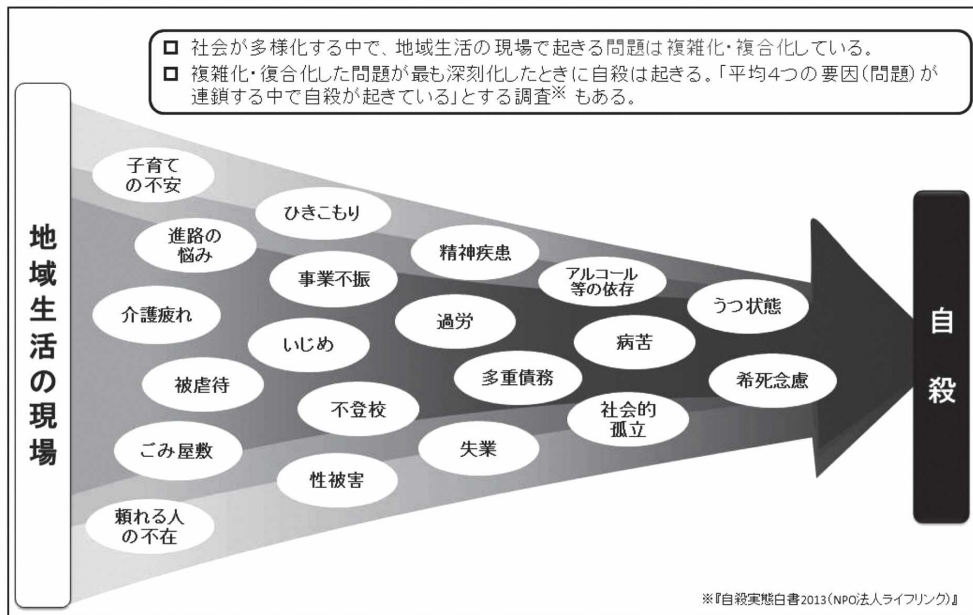 □ 社会が多様化する中で、地域生活の現場で起きる問題は複雑化・複合化している。
□ 複雑化・復合化した問題が最も深刻化したときに自殺は起きる。「平均4つの要因(問題)が
連鎖する中で自殺が起きている」とする調査※ もある。
地域生活の現場
子育て
の不安
進路の
悩み
介護疲れ
被虐待
ごみ屋敷
頼れる人
の不在
ひきこもり
事業不振
いじめ
不登校
性被害
精神疾患
過労
多重債務
失業
アルコール
等の依存
病苦
社会的
孤立
うつ状態
希死念慮
自殺
※『自殺実態白書2013(NPO法人ライフリンク)』